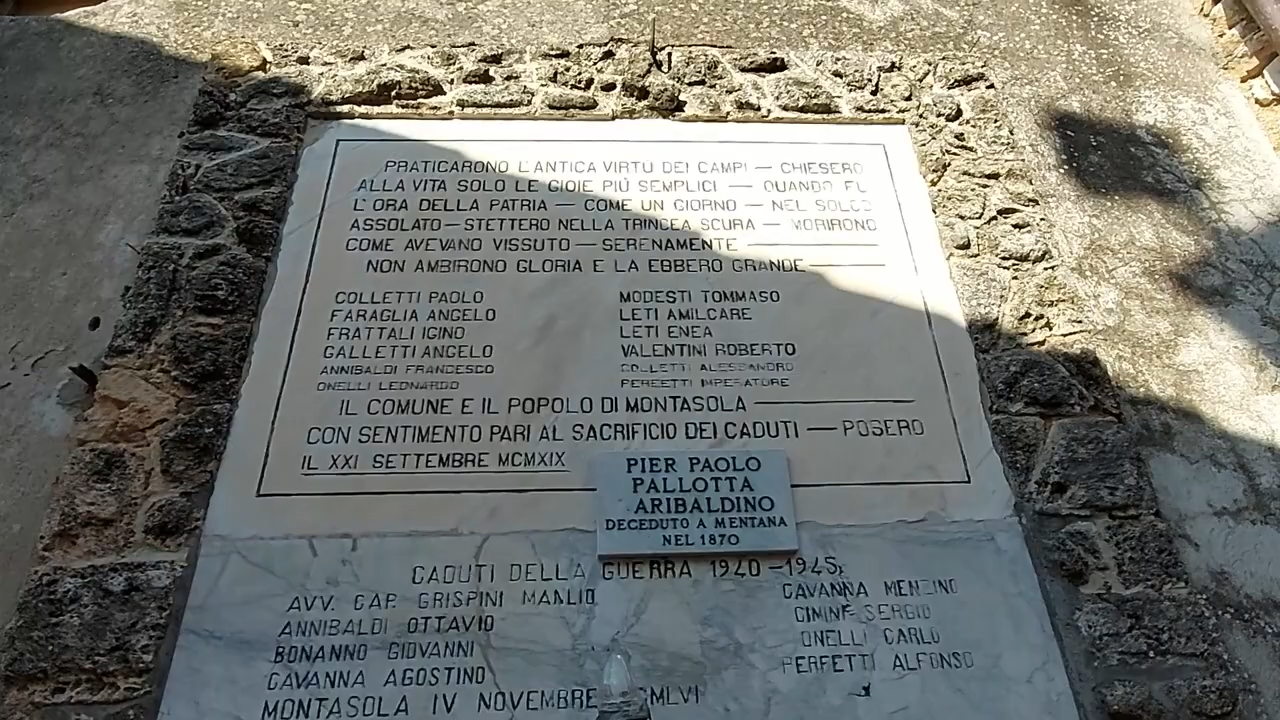 PRATICARONO L'ANTICA VIRTÙ DEI CAMPI — CHIESERO
ALLA VITA SOLO LE GIOIE PIÙ SEMPLICI — QUANDO FU
L'ORA DELLA PATRIA — COME UN GIORNO — NEL SOLCO
ASSOLATO — STETTERO NELLA TRINCEA SCURA — MORIRONO
COME AVEVANO VISSUTO — SERENAMENTE —
NON AMBIRONO GLORIA E LA EBBERO GRANDE —
COLLETTI PAOLO
FARAGLIA ANGELO
FRATTALI IGINO
GALLETTI ANGELO
ANNIBALDI FRANCESCO
ONELLI LEONARDO
MODESTI TOMMASO
LETI AMILCARE
LETI ENEA
VALENTINI ROBERTO
COLLETTI ALESSANDRO
PERFETTI IMPERATORE
IL COMUNE E IL POPOLO DI MONTASOLA —
CON SENTIMENTO PARI AL SACRIFICIO DEI CADUTI — POSERO
IL XXI SETTEMBRE MCMXIX
PIER PAOLO
PALLOTTA
ARIBALDINO
DECEDUTO A MENTANA
NEL 1870
CADUTI DELLA GUERRA 1940-1945
AVV. CAP. CRISPINI MANLIO
ANNIBALDI OTTAVIO
BONANNO GIOVANNI
CAVANNA AGOSTINO
CAVANNA MENZINO
CIMINI SERGIO
ONELLI CARLO
PERFETTI ALFONSO
MONTASOLA IV NOVEMBRE